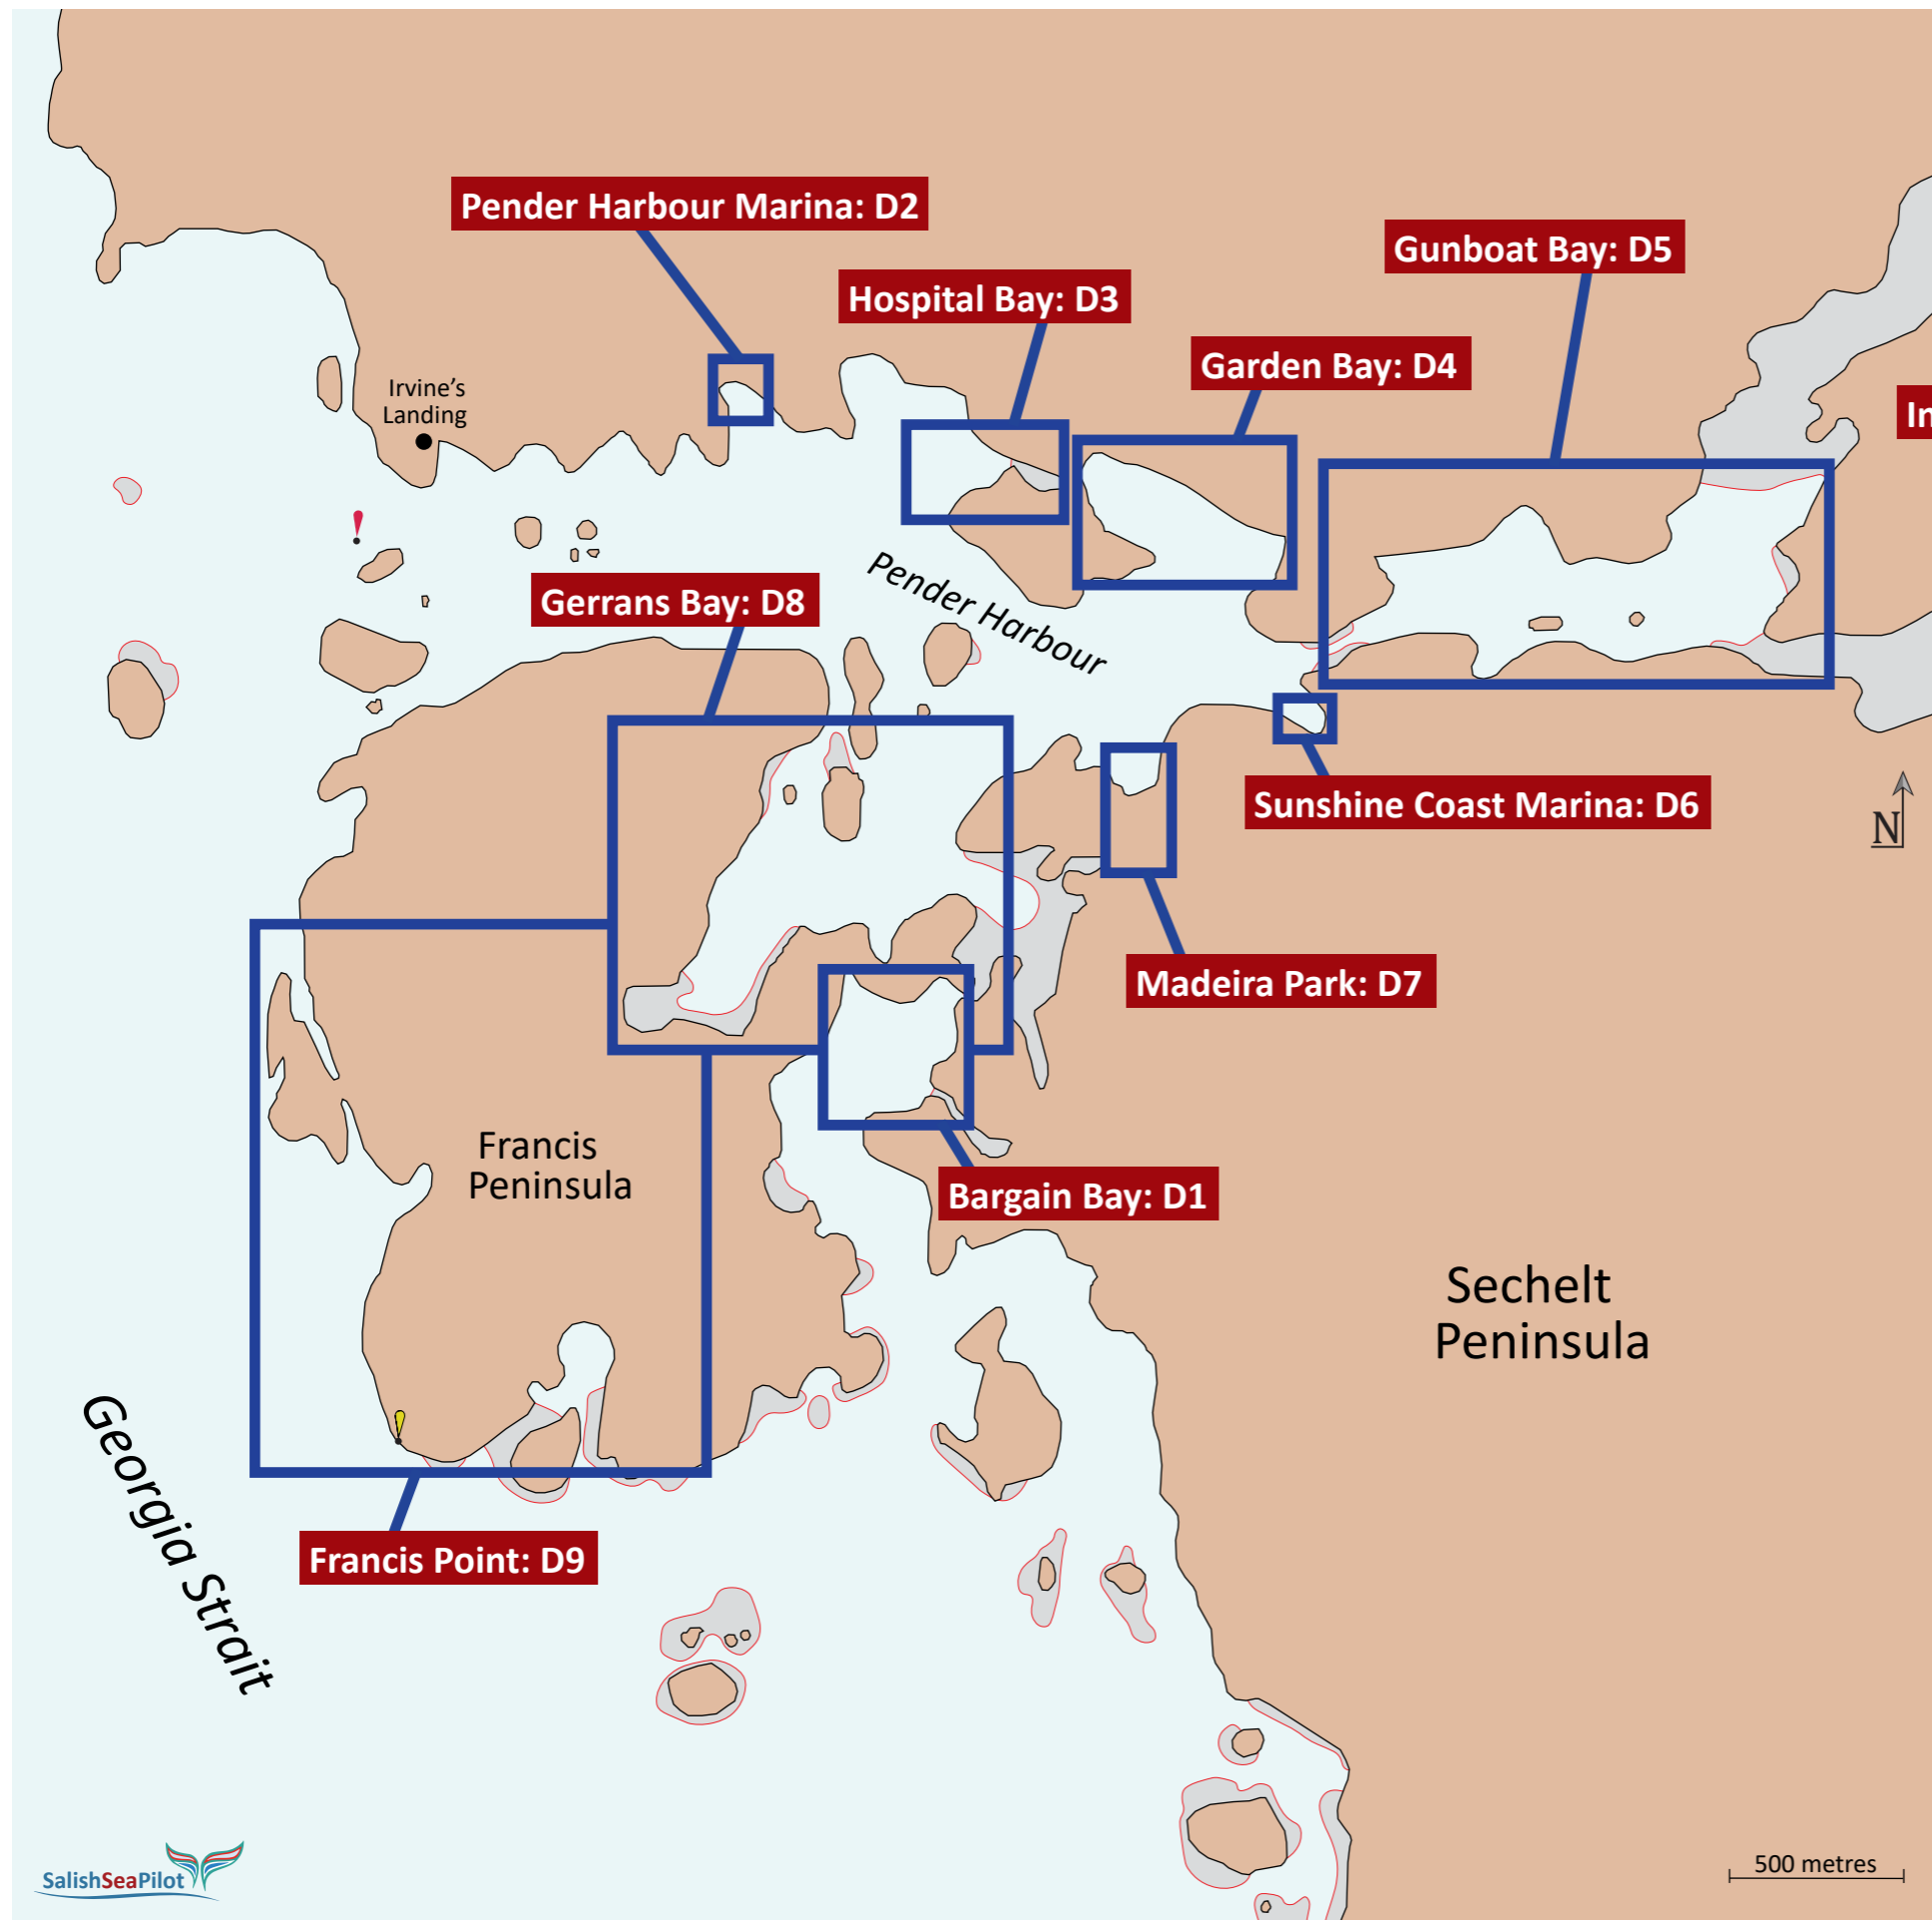 Pender Harbour Marina: D2
Gunboat Bay: D5
Hospital Bay: D3
Garden Bay: D4
Irvine's
Landing
In
Pender Harbour
Gerrans Bay: D8
Sunshine Coast Marina: D6
N
Madeira Park: D7
Francis
Peninsula
Bargain Bay: D1
Sechelt
Peninsula
Georgia Strait
Francis Point: D9
500 metres
SalishSeaPilot